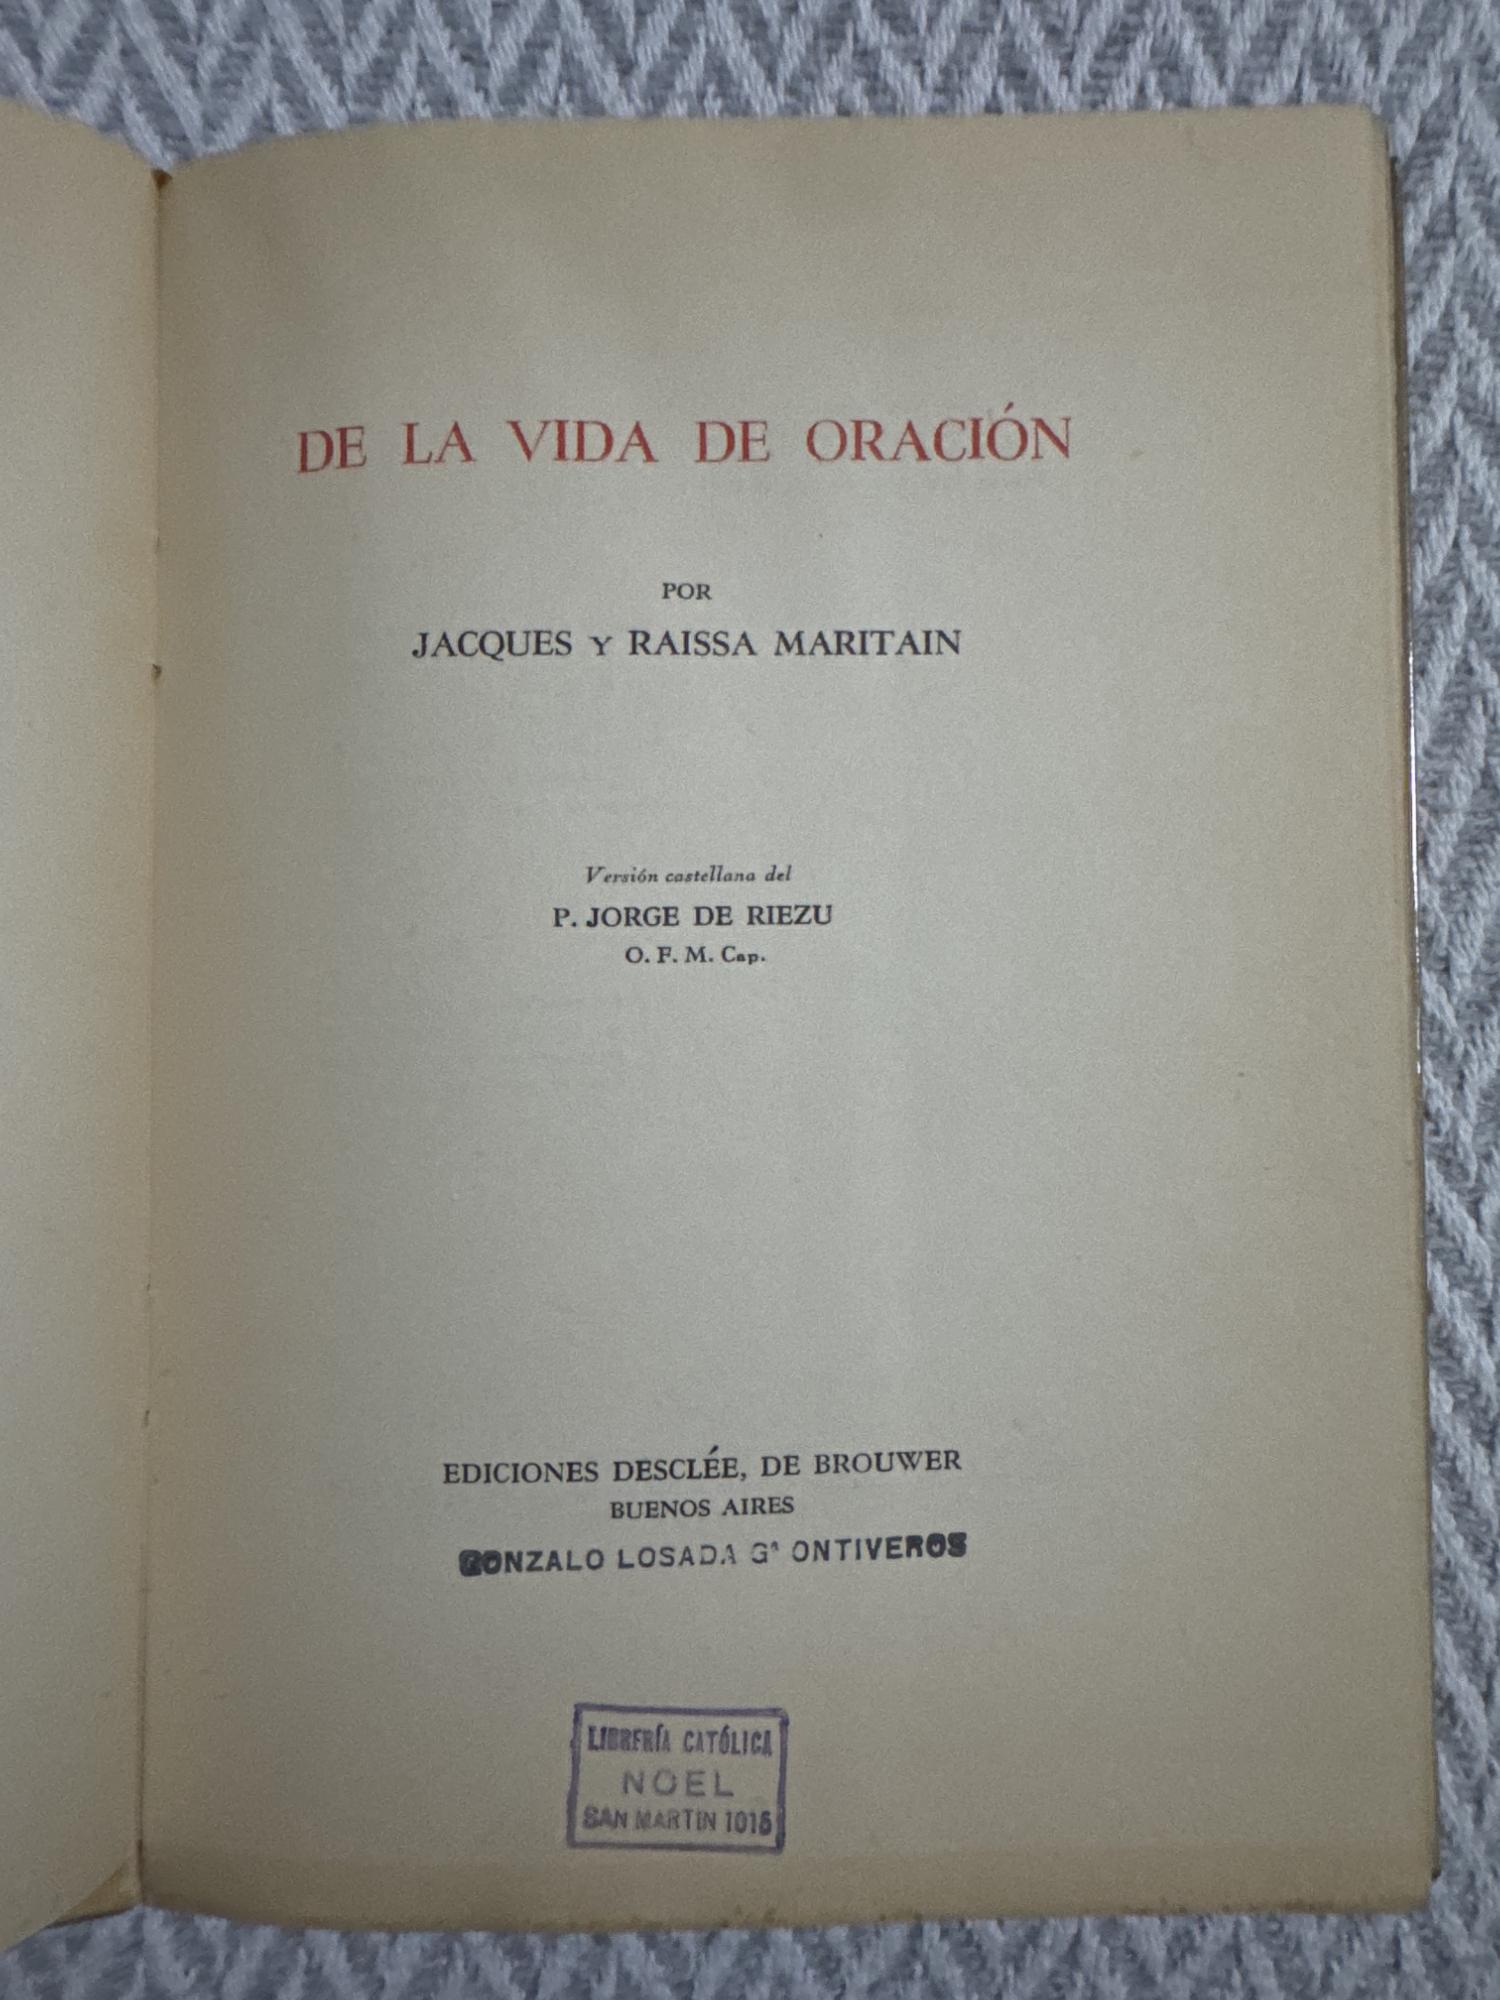 DE LA VIDA DE ORACIÓN
POR
JACQUES Y RAISSA MARITAIN
Versión castellana del
P. JORGE DE RIEZU
O. F. M. Cap.
EDICIONES DESCLÉE, DE BROUWER
BUENOS AIRES
GONZALO LOSADA Gª ONTIVEROS
LIBRERÍA CATÓLICA
NOEL
SAN MARTIN 1015